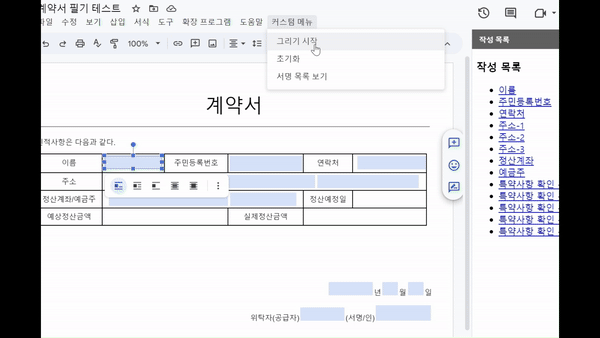 계약서 필기 테스트
파일 수정 보기 삽입 서식 도구 확장 프로그램 도움말 커스텀 메뉴
100%
그리기 시작
초기화
서명 목록 보기
작성 목록
작성 목록
이름
주민등록번호
연락처
주소-1
주소-2
주소-3
정산계좌
예금주
특약사항 확인
특약사항 확인
특약사항 확인
특약사항 확인
특약사항 확인
계약서
적사항은 다음과 같다,
이름 주민등록번호 연락처
주소
정산계좌/예금주 정산예정일
예상정산금액 실제정산금액
년 월 일
위탁자(공급자) (서명/인)